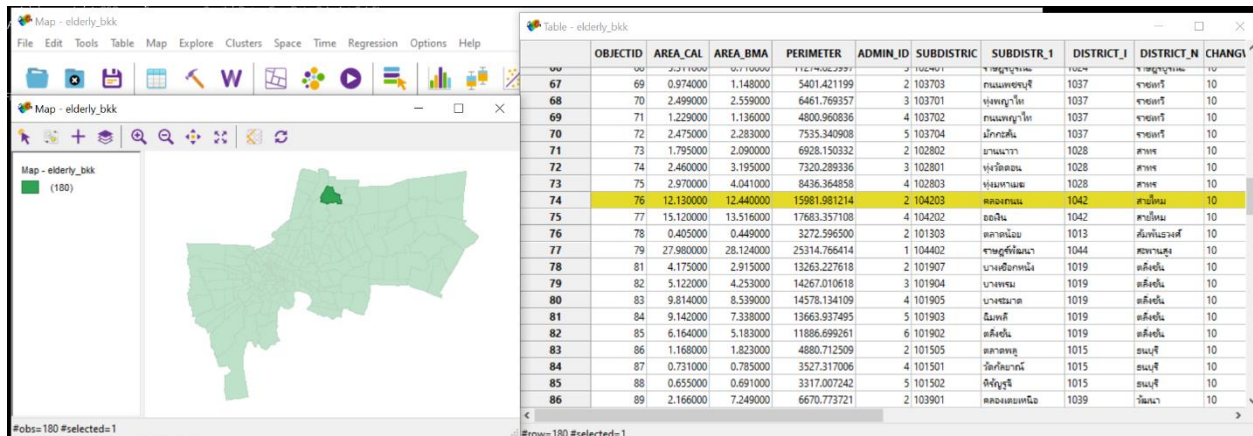 Map - elderly_bkk
File Edit Tools Table Map Explore Clusters Space Time Regression Options Help
Map - elderly_bkk
Map - elderly_bkk
(180)
#obs=180 #selected=1
Table - elderly_bkk
OBJECTID AREA_CAL AREA_BMA PERIMETER ADMIN_ID SUBDISTRIC SUBDISTR_1 DISTRICT_I DISTRICT_N CHANGW
67 69 0.974000 1.148000 5401.421199 2 103703 ถนนเพชรบุรี 1037 ราชเทวี 10
68 70 2.499000 2.559000 6461.769357 3 103701 ทุ่งพญาไท 1037 ราชเทวี 10
69 71 1.229000 1.136000 4800.960836 4 103702 ถนนพญาไท 1037 ราชเทวี 10
70 72 2.475000 2.283000 7535.340908 5 103704 มักกะสัน 1037 ราชเทวี 10
71 73 1.795000 2.090000 6928.150332 2 102802 ยานนาวา 1028 สาทร 10
72 74 2.460000 3.195000 7320.289336 3 102801 ทุ่งวัดดอน 1028 สาทร 10
73 75 2.970000 4.041000 8436.364858 4 102803 ทุ่งมหาเมฆ 1028 สาทร 10
74 76 12.130000 12.440000 15981.981214 2 104203 คลองถนน 1042 สายไหม 10
75 77 15.120000 13.516000 17683.357108 4 104202 ออเงิน 1042 สายไหม 10
76 78 0.405000 0.449000 3272.596500 2 101303 ตลาดน้อย 1013 สัมพันธวงศ์ 10
77 79 27.980000 28.124000 25314.766414 1 104402 ราษฎร์พัฒนา 1044 สะพานสูง 10
78 81 4.175000 2.915000 13263.227618 2 101907 บางเชือกหนัง 1019 ตลิ่งชัน 10
79 82 5.122000 4.253000 14267.010618 3 101904 บางพรม 1019 ตลิ่งชัน 10
80 83 9.814000 8.539000 14578.134109 4 101905 บางระมาด 1019 ตลิ่งชัน 10
81 84 9.142000 7.338000 13663.937495 5 101903 ฉิมพลี 1019 ตลิ่งชัน 10
82 85 6.164000 5.183000 11886.699261 6 101902 ตลิ่งชัน 1019 ตลิ่งชัน 10
83 86 1.168000 1.823000 4880.712509 2 101505 ตลาดพลู 1015 ธนบุรี 10
84 87 0.731000 0.785000 3527.317006 4 101501 วัดกัลยาณ์ 1015 ธนบุรี 10
85 88 0.655000 0.691000 3317.007242 5 101502 หิรัญรูจี 1015 ธนบุรี 10
86 89 2.166000 7.249000 6670.773721 2 103901 คลองเตยเหนือ 1039 วัฒนา 10
#row=180 #selected=1